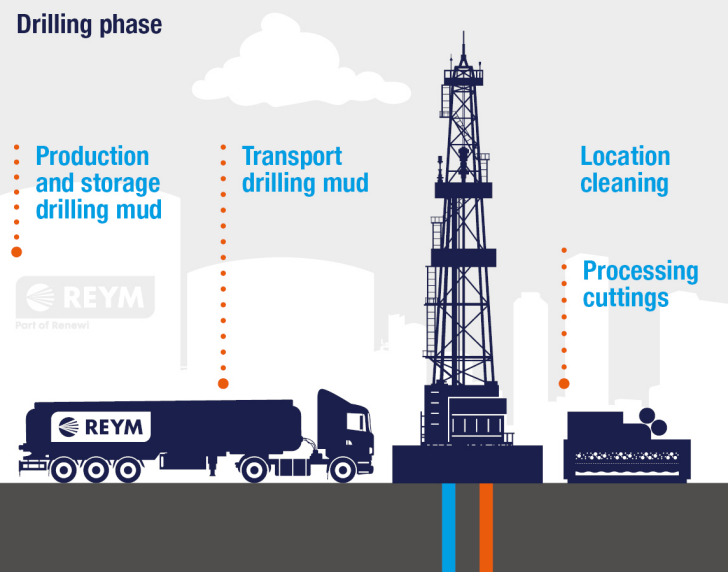 Drilling phase
Production
and storage
drilling mud
Transport
drilling mud
Location
cleaning
Processing
cuttings
REYM
Part of Renewi
REYM